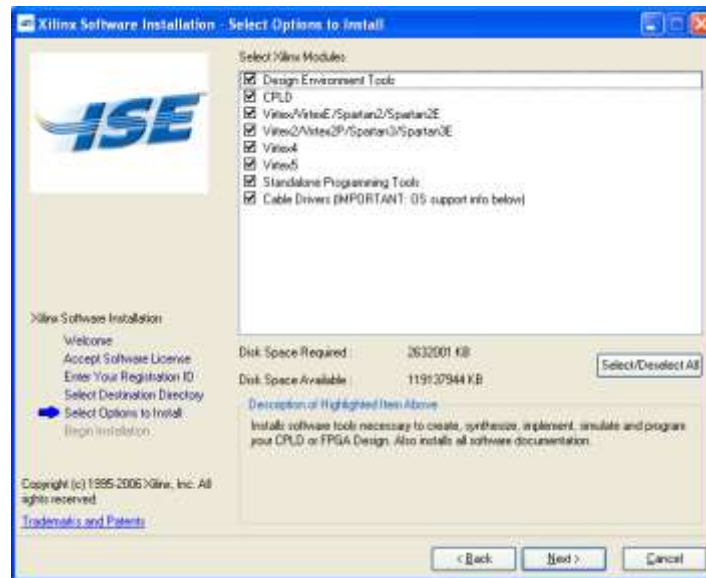 Xilinx Software Installation - Select Options to Install
ISE
Select Xilinx Modules:
Design Environment Tools
CPLD
Virtex/VirtexE/Spartan2/Spartan2E
Virtex2/Virtex2P/Spartan3/Spartan3E
Virtex4
Virtex5
Standalone Programming Tools
Cable Drivers (IMPORTANT: OS support info below)
Xilinx Software Installation
Welcome
Accept Software License
Enter Your Registration ID
Select Destination Directory
Select Options to Install
Begin Installation
Disk Space Required :
2632001 KB
Select/Deselect All
Disk Space Available :
119137944 KB
Description of Highlighted Item Above
Installs software tools necessary to create, synthesize, implement, simulate and program
your CPLD or FPGA Design. Also installs all software documentation.
Copyright (c) 1995-2006 Xilinx, Inc. All
rights reserved.
Trademarks and Patents
< Back
Next >
Cancel